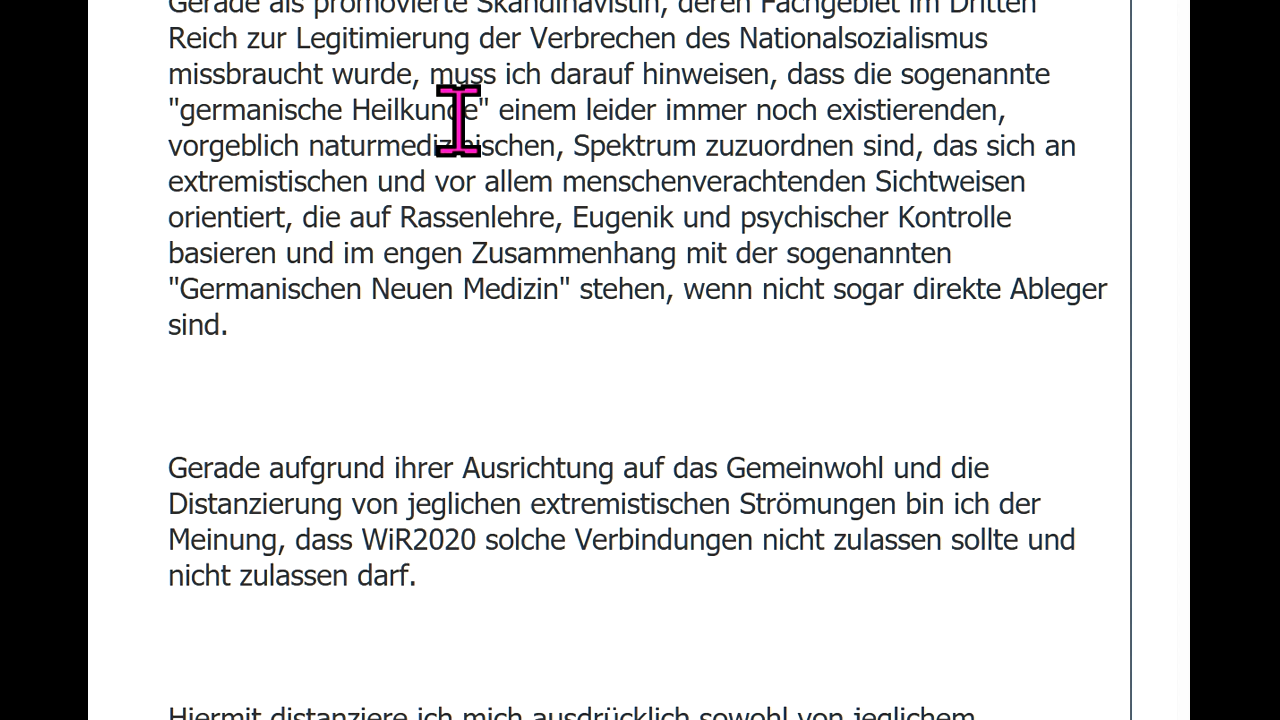 Gerade als promovierte Skandinavistin, deren Fachgebiet im Dritten
Reich zur Legitimierung der Verbrechen des Nationalsozialismus
missbraucht wurde, muss ich darauf hinweisen, dass die sogenannte
"germanische Heilkunde" einem leider immer noch existierenden,
vorgeblich naturmedizinischen, Spektrum zuzuordnen sind, das sich an
extremistischen und vor allem menschenverachtenden Sichtweisen
orientiert, die auf Rassenlehre, Eugenik und psychischer Kontrolle
basieren und im engen Zusammenhang mit der sogenannten
"Germanischen Neuen Medizin" stehen, wenn nicht sogar direkte Ableger
sind.
Gerade aufgrund ihrer Ausrichtung auf das Gemeinwohl und die
Distanzierung von jeglichen extremistischen Strömungen bin ich der
Meinung, dass WiR2020 solche Verbindungen nicht zulassen sollte und
nicht zulassen darf.
Hiermit distanziere ich mich ausdrücklich sowohl von jeglichem